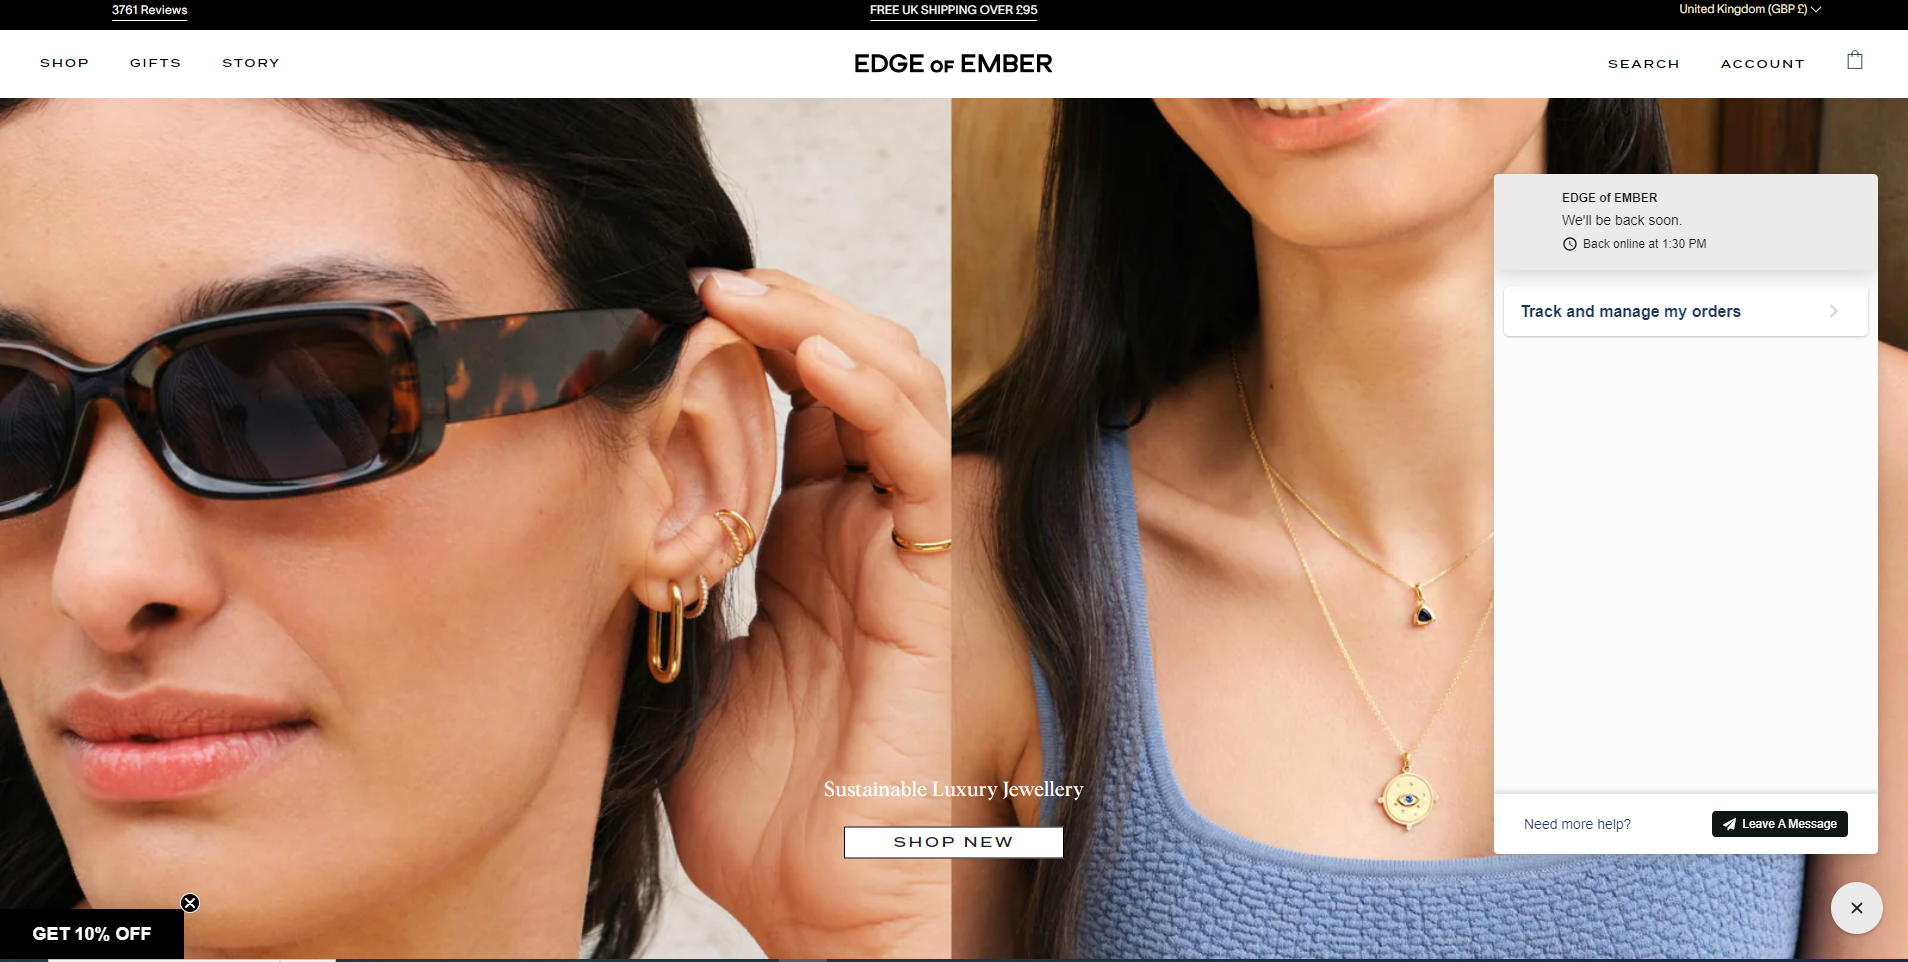 3761 Reviews
FREE UK SHIPPING OVER £95
United Kingdom (GBP £)
SHOP
GIFTS
STORY
EDGE OF EMBER
SEARCH
ACCOUNT
EDGE of EMBER
We'll be back soon.
Back online at 1:30 PM
Track and manage my orders
Sustainable Luxury Jewellery
SHOP NEW
Need more help?
Leave A Message
GET 10% OFF